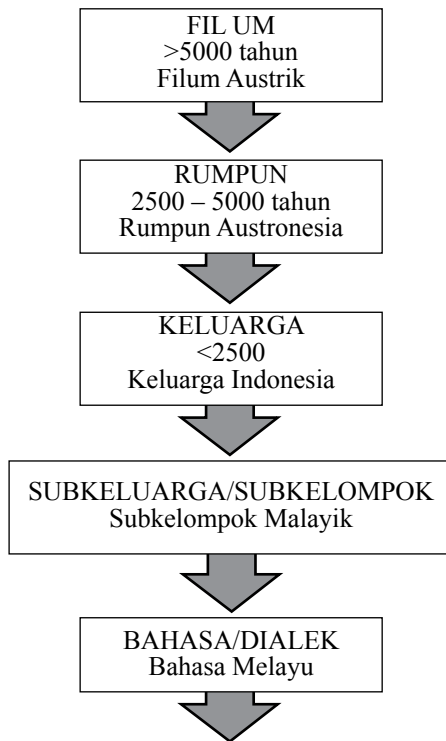 FIL UM
>5000 tahun
Filum Austrik
RUMPUN
2500 – 5000 tahun
Rumpun Austronesia
KELUARGA
<2500
Keluarga Indonesia
SUBKELUARGA/SUBKELOMPOK
Subkelompok Malayik
BAHASA/DIALEK
Bahasa Melayu